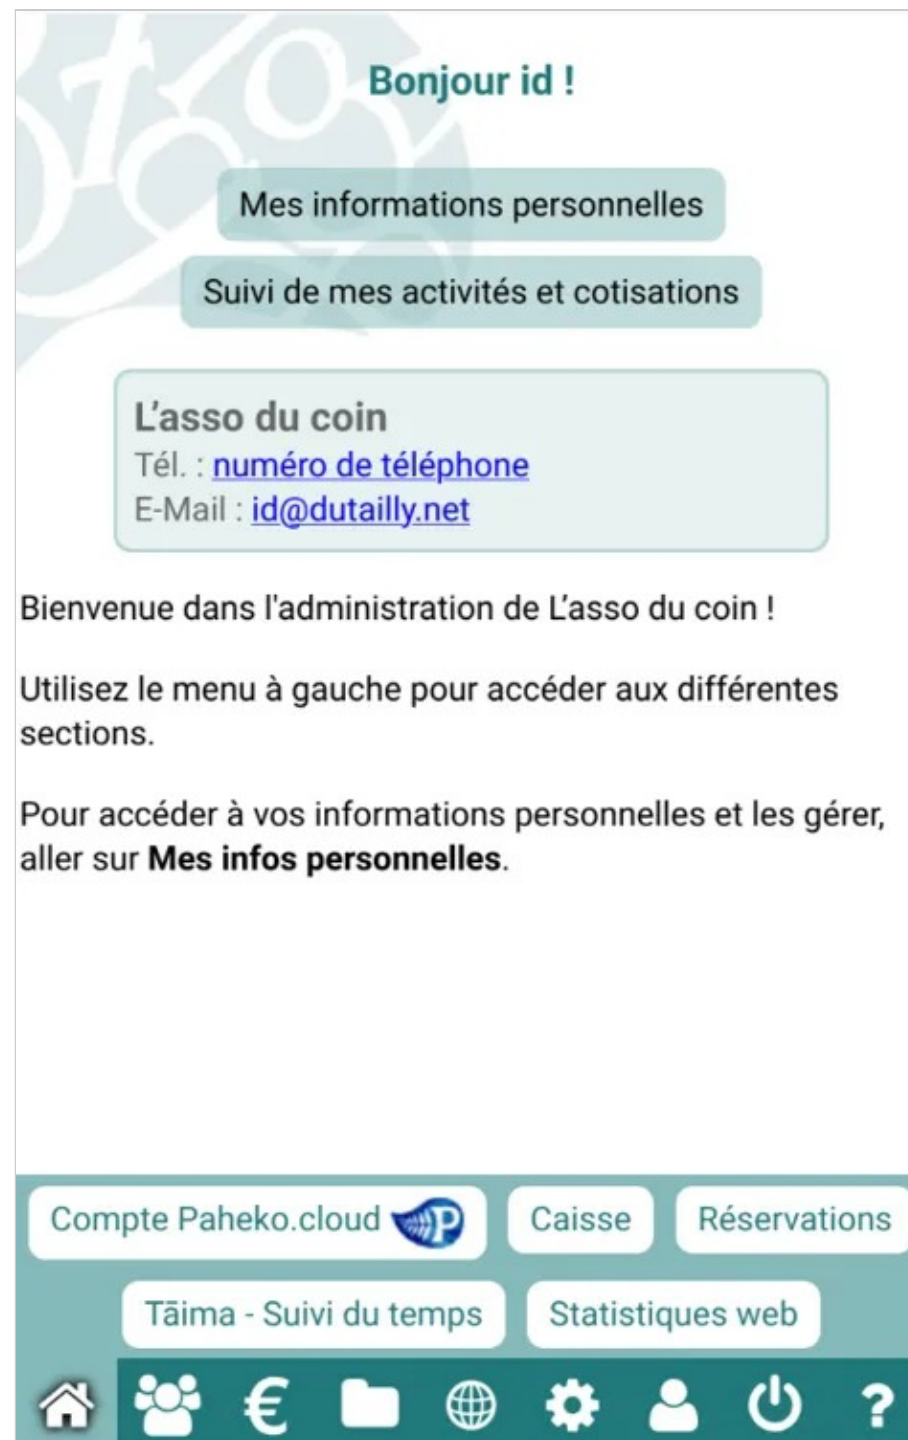 Bonjour id !
Mes informations personnelles
Suivi de mes activités et cotisations
L’asso du coin
Tél. : numéro de téléphone
E-Mail : id@dutailly.net
Bienvenue dans l'administration de L’asso du coin !
Utilisez le menu à gauche pour accéder aux différentes
sections.
Pour accéder à vos informations personnelles et les gérer,
aller sur Mes infos personnelles.
Compte Paheko.cloud P
Caisse
Réservations
Tāima - Suivi du temps
Statistiques web
€
?